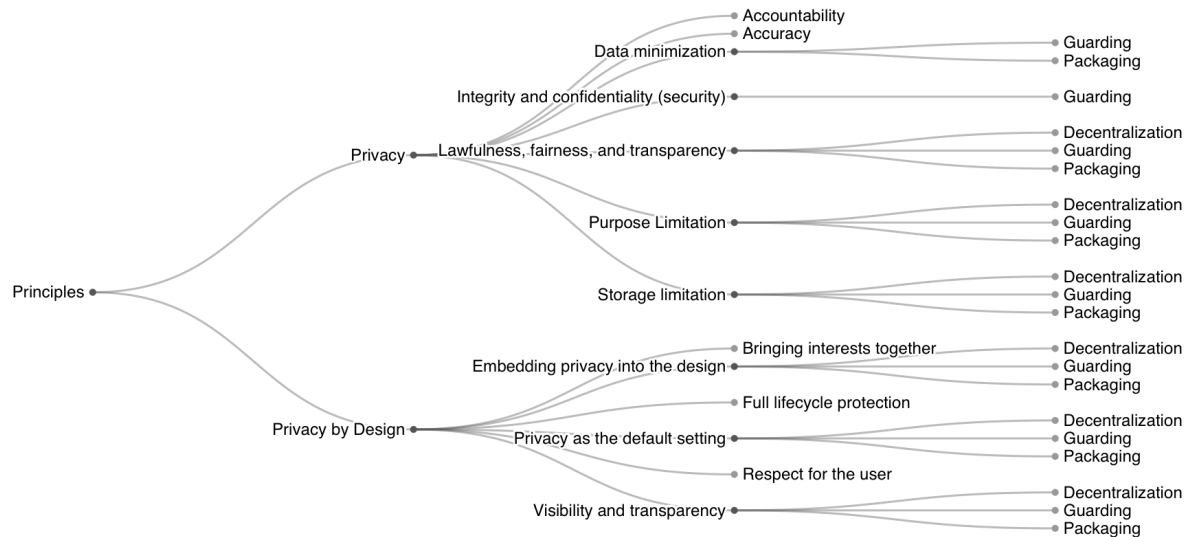 Accountability
Accuracy
Data minimization
Guarding
Packaging
Integrity and confidentiality (security)
Guarding
Privacy
Lawfulness, fairness, and transparency
Decentralization
Guarding
Packaging
Purpose Limitation
Decentralization
Guarding
Packaging
Storage limitation
Decentralization
Guarding
Packaging
Principles
Bringing interests together
Embedding privacy into the design
Decentralization
Guarding
Packaging
Full lifecycle protection
Privacy by Design
Privacy as the default setting
Decentralization
Guarding
Packaging
Respect for the user
Visibility and transparency
Decentralization
Guarding
Packaging